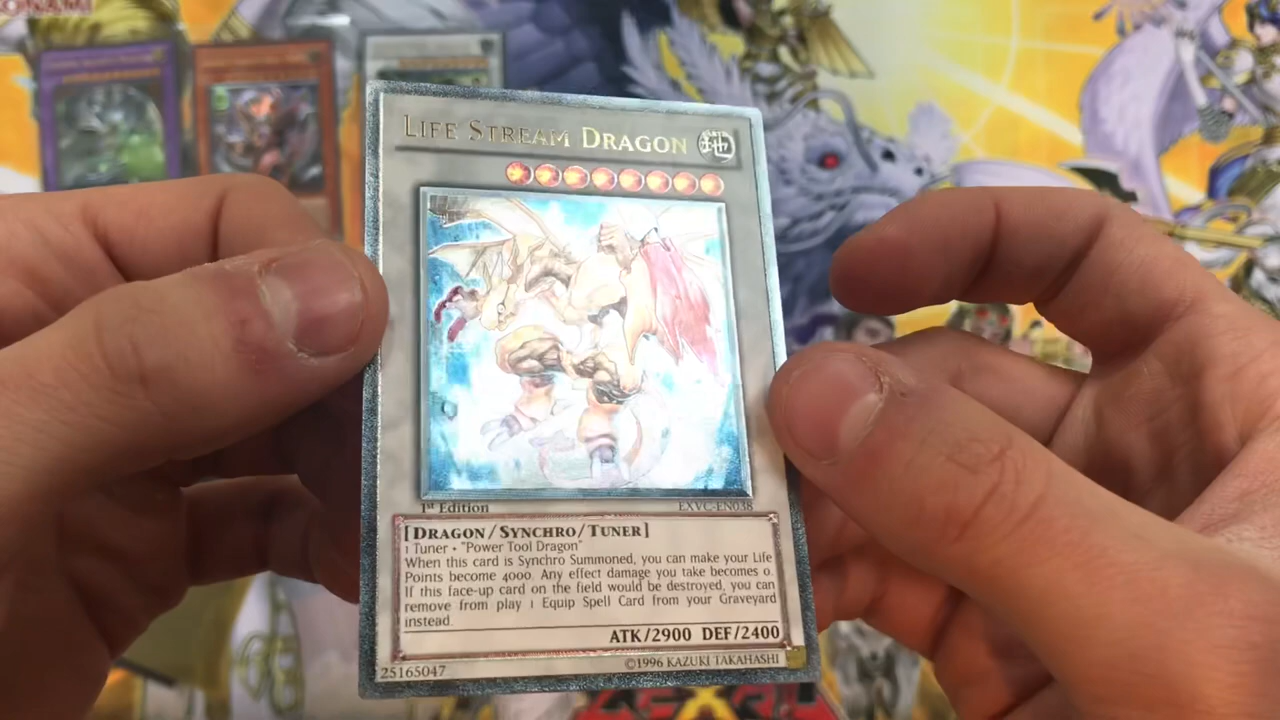 KONAMI
LIFE STREAM DRAGON
EARTH
地
1st Edition
EXVC-EN038
[DRAGON/SYNCHRO/TUNER]
1 Tuner + "Power Tool Dragon"
When this card is Synchro Summoned, you can make your Life
Points become 4000. Any effect damage you take becomes 0.
If this face-up card on the field would be destroyed, you can
remove from play 1 Equip Spell Card from your Graveyard
instead.
ATK/2900 DEF/2400
25165047
©1996 KAZUKI TAKAHASHI